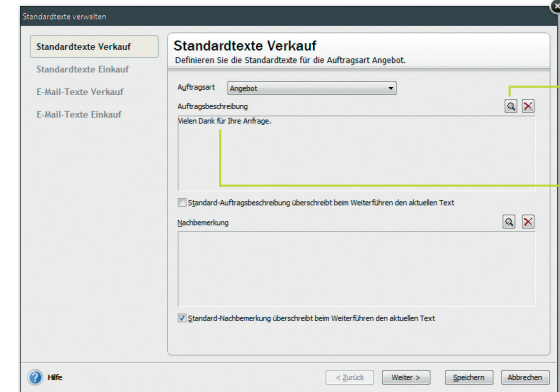 Standardtexte verwalten
Standardtexte Verkauf
Standardtexte Einkauf
E-Mail-Texte Verkauf
E-Mail-Texte Einkauf
Standardtexte Verkauf
Definieren Sie die Standardtexte für die Auftragsart Angebot.
Auftragsart Angebot
Auftragsbeschreibung
Vielen Dank für Ihre Anfrage.
Standard-Auftragsbeschreibung überschreibt beim Weiterführen den aktuellen Text
Nachbemerkung
Standard-Nachbemerkung überschreibt beim Weiterführen den aktuellen Text
Hilfe
< Zurück Weiter > Speichern Abbrechen